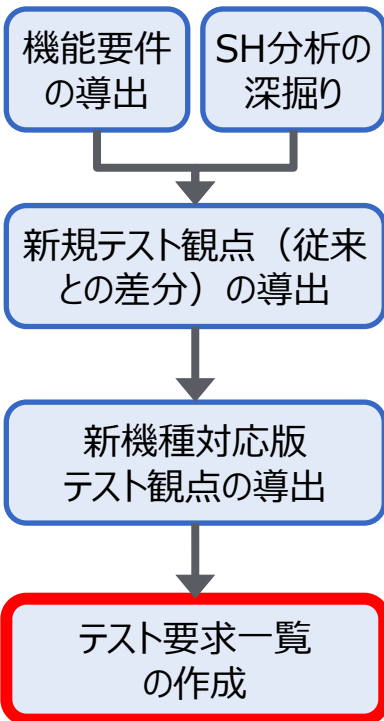 機能要件
の導出
SH分析の
深掘り
新規テスト観点（従来
との差分）の導出
新機種対応版
テスト観点の導出
テスト要求一覧
の作成